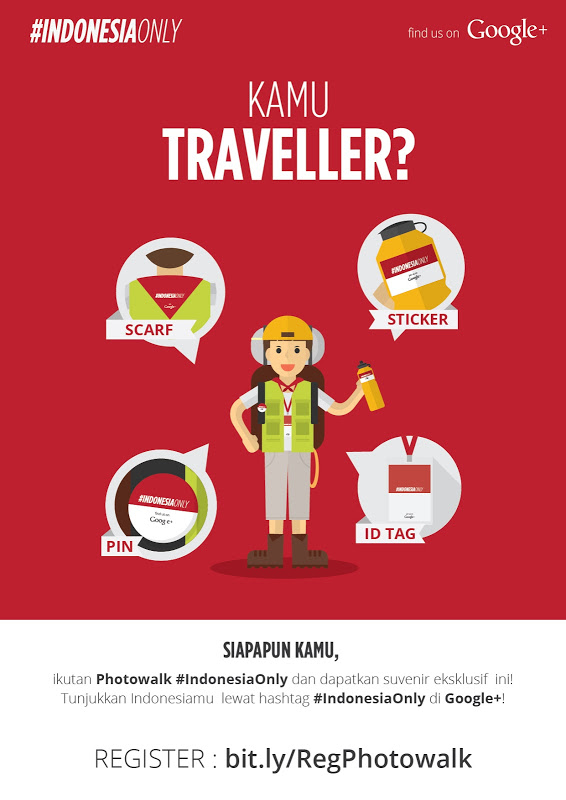 #INDONESIAONLY
find us on Google+
KAMU
TRAVELLER?
#INDONESIAONLY
Google+
SCARF
#INDONESIAONLY
Google+
STICKER
#INDONESIAONLY
Google+
PIN
#INDONESIAONLY
Google+
ID TAG
SIAPAPUN KAMU,
ikutan Photowalk #IndonesiaOnly dan dapatkan suvenir eksklusif ini!
Tunjukkan Indonesiamu lewat hashtag #IndonesiaOnly di Google+!
REGISTER : bit.ly/RegPhotowalk